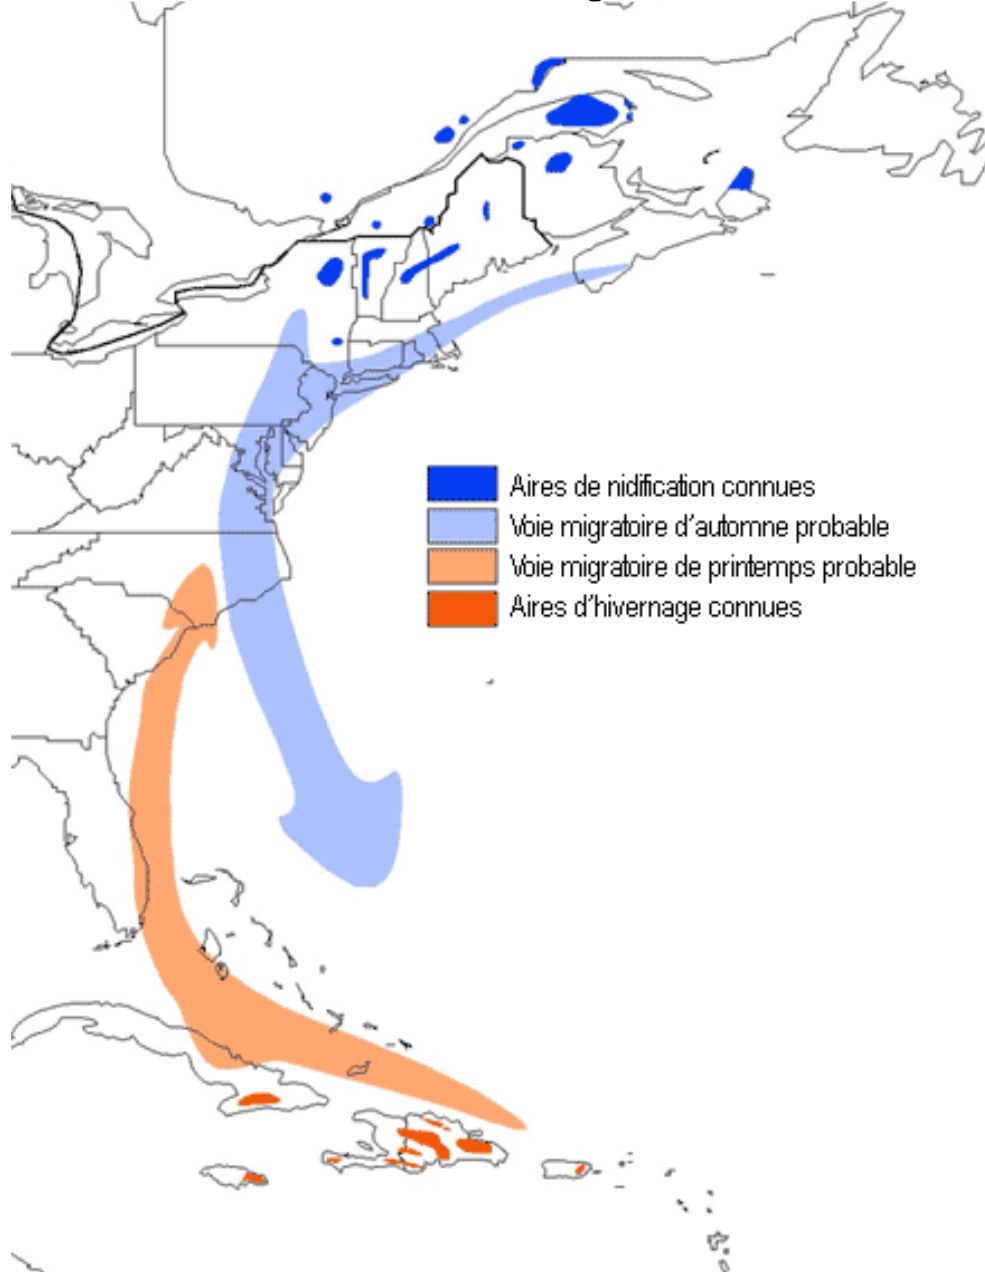 Aires de nidification connues
Voie migratoire d'automne probable
Voie migratoire de printemps probable
Aires d'hivernage connues